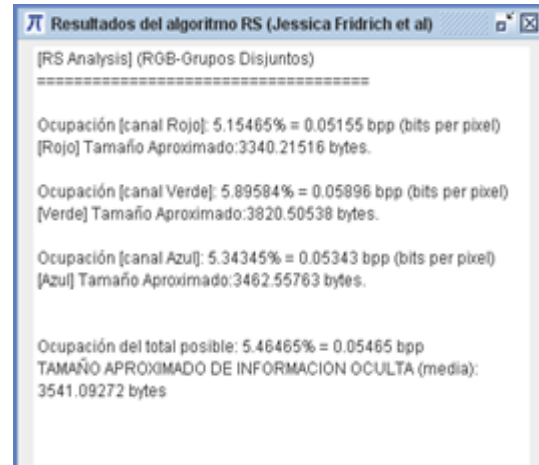 π Resultados del algoritmo RS (Jessica Fridrich et al)
[RS Analysis] (RGB-Grupos Disjuntos)
====================================
Ocupación [canal Rojo]: 5.15465% = 0.05155 bpp (bits per pixel)
[Rojo] Tamaño Aproximado:3340.21516 bytes.
Ocupación [canal Verde]: 5.89584% = 0.05896 bpp (bits per pixel)
[Verde] Tamaño Aproximado:3820.50538 bytes.
Ocupación [canal Azul]: 5.34345% = 0.05343 bpp (bits per pixel)
[Azul] Tamaño Aproximado:3462.55763 bytes.
Ocupación del total posible: 5.46465% = 0.05465 bpp
TAMAÑO APROXIMADO DE INFORMACION OCULTA (media):
3541.09272 bytes